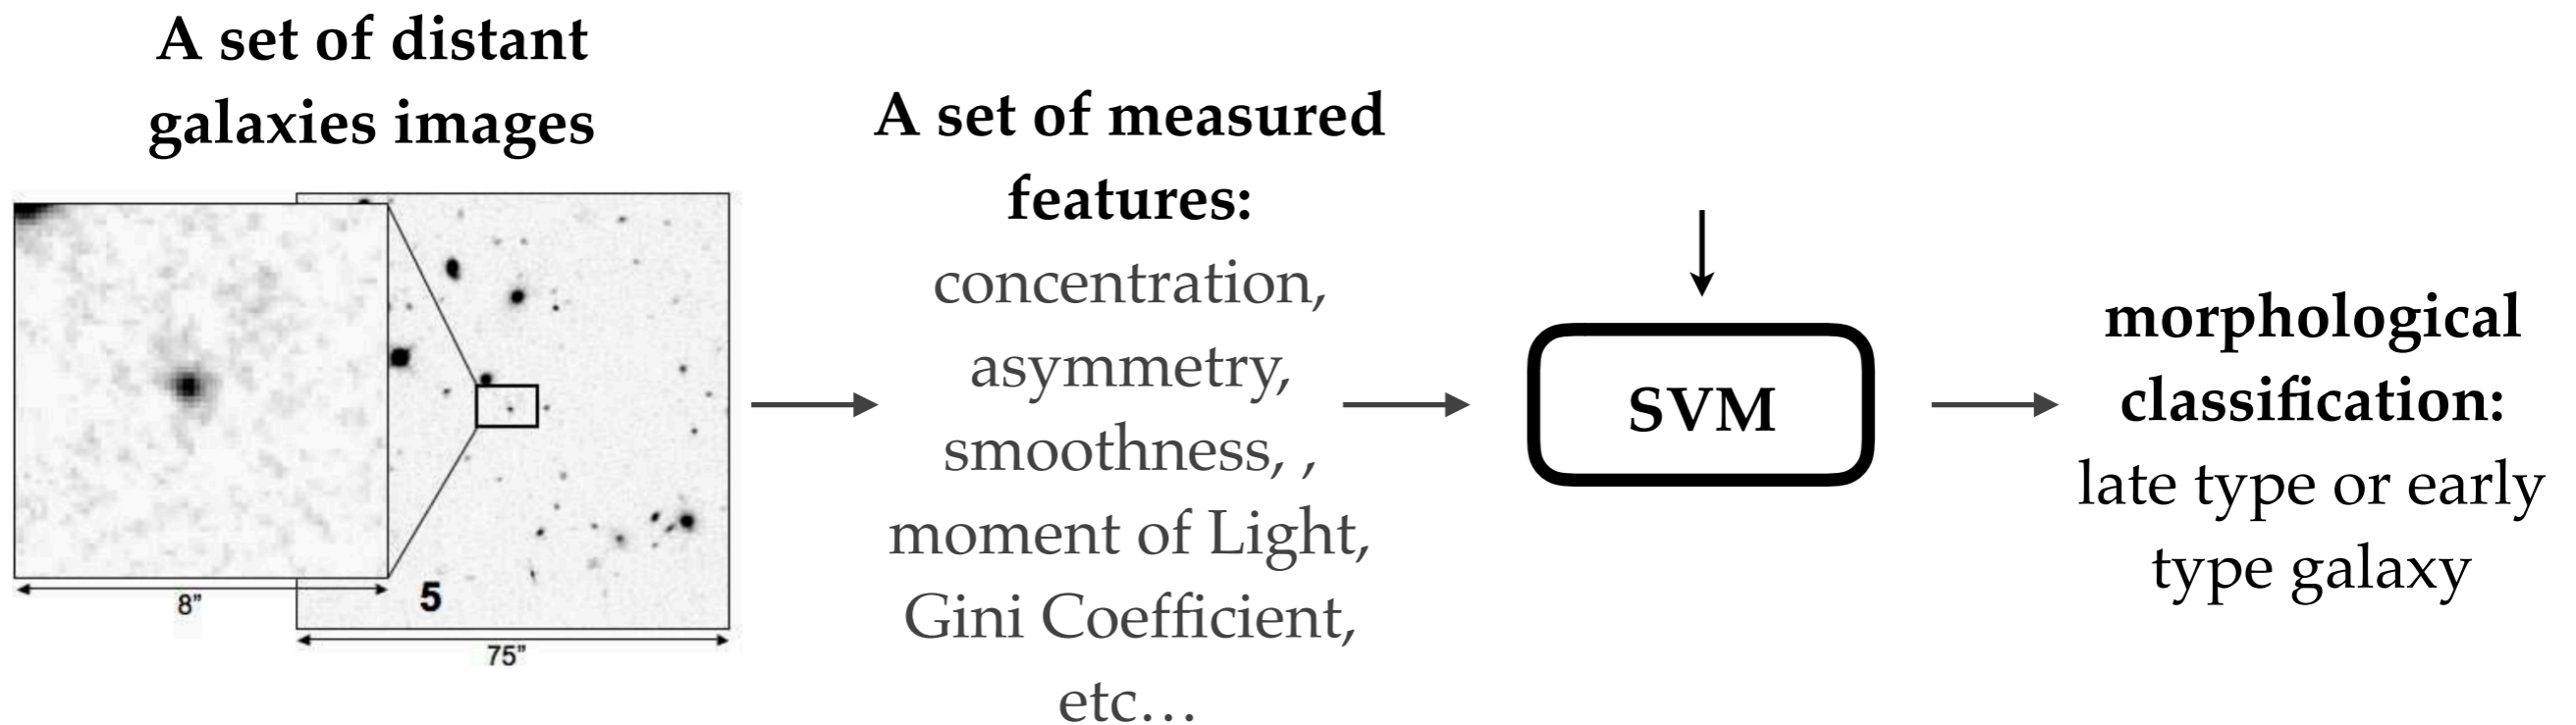 A set of distant
galaxies images
8”
5
75”
A set of measured
features:
concentration,
asymmetry,
smoothness, ,
moment of Light,
Gini Coefficient,
etc…
SVM
morphological
classification:
late type or early
type galaxy